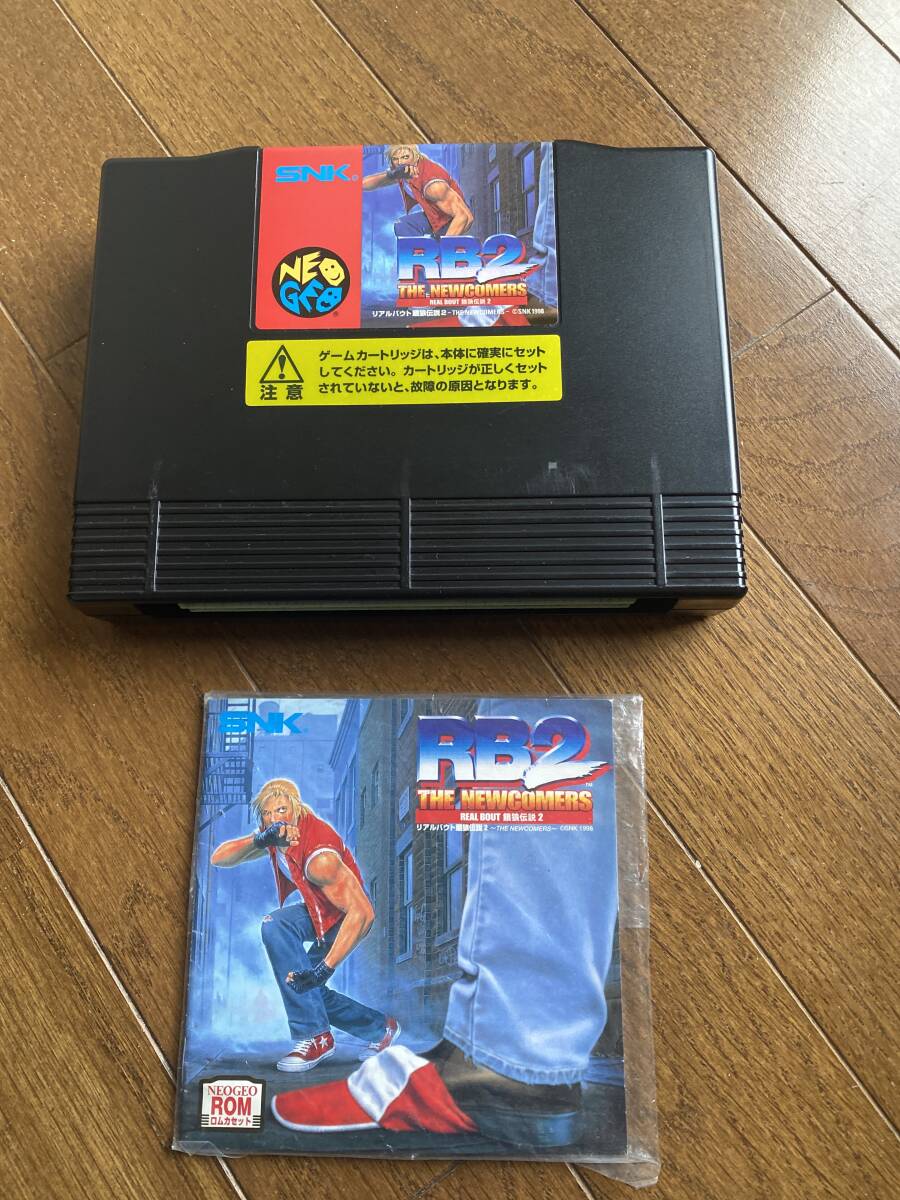 SNK®
NEO
GEO®
RB2
THE NEWCOMERS
REAL BOUT 餓狼伝説2
リアルバウト餓狼伝説2-THE NEWCOMERS- ©SNK 1998
注意
ゲームカートリッジは、本体に確実にセット
してください。カートリッジが正しくセット
されていないと、故障の原因となります。
SNK®
RB2
™
THE NEWCOMERS
REAL BOUT 餓狼伝説2
リアルバウト餓狼伝説2 ~THE NEWCOMERS~ ©SNK 1998
NEOGEO
ROM
ロムカセット